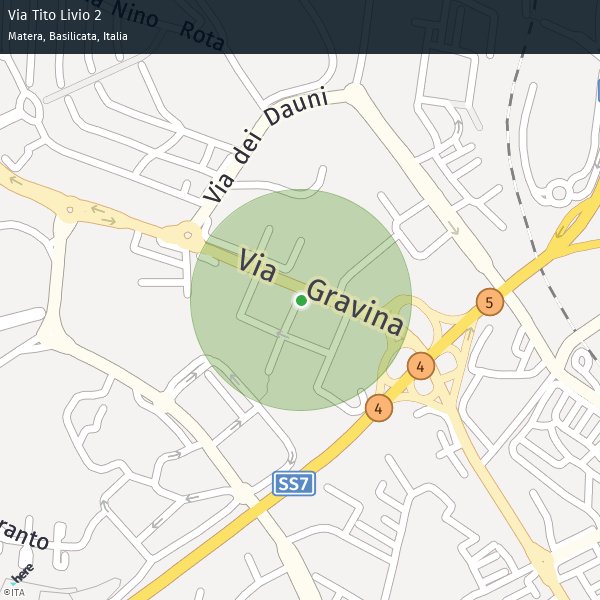 Via Tito Livio 2
Matera, Basilicata, Italia
Nino Rota
Via dei Dauni
Via Gravina
5
4
4
SS7
ranto
here
©ITA